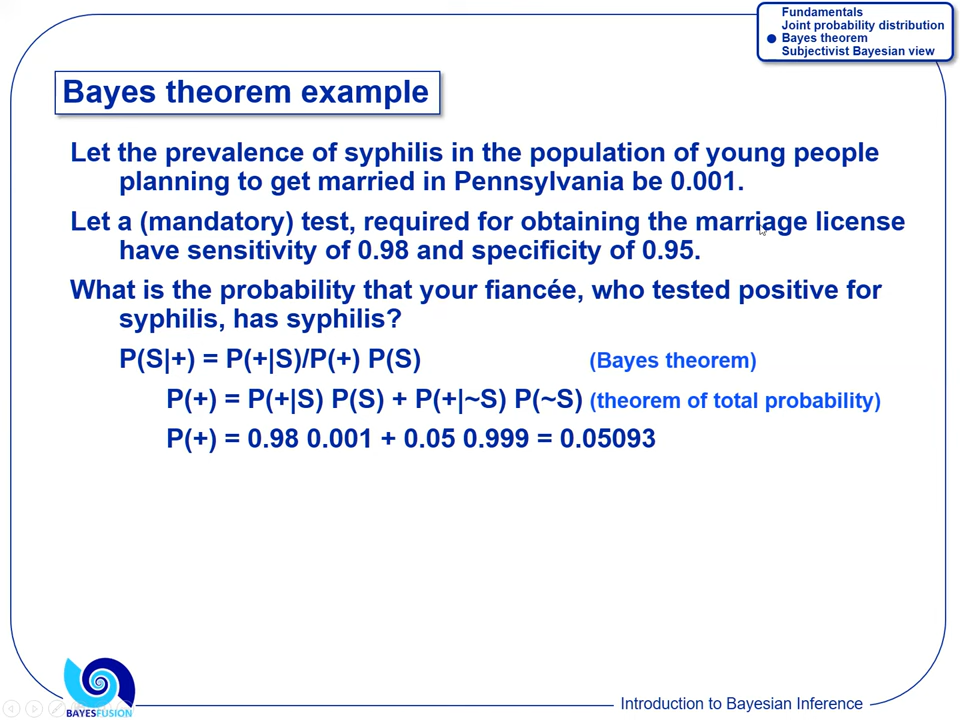 Fundamentals
Joint probability distribution
Bayes theorem
Subjectivist Bayesian view
Bayes theorem example
Let the prevalence of syphilis in the population of young people
planning to get married in Pennsylvania be 0.001.
Let a (mandatory) test, required for obtaining the marriage license
have sensitivity of 0.98 and specificity of 0.95.
What is the probability that your fiancée, who tested positive for
syphilis, has syphilis?
P(S|+) = P(+|S)/P(+) P(S) (Bayes theorem)
P(+) = P(+|S) P(S) + P(+|~S) P(~S) (theorem of total probability)
P(+) = 0.98 0.001 + 0.05 0.999 = 0.05093
BAYESFUSION
Introduction to Bayesian Inference